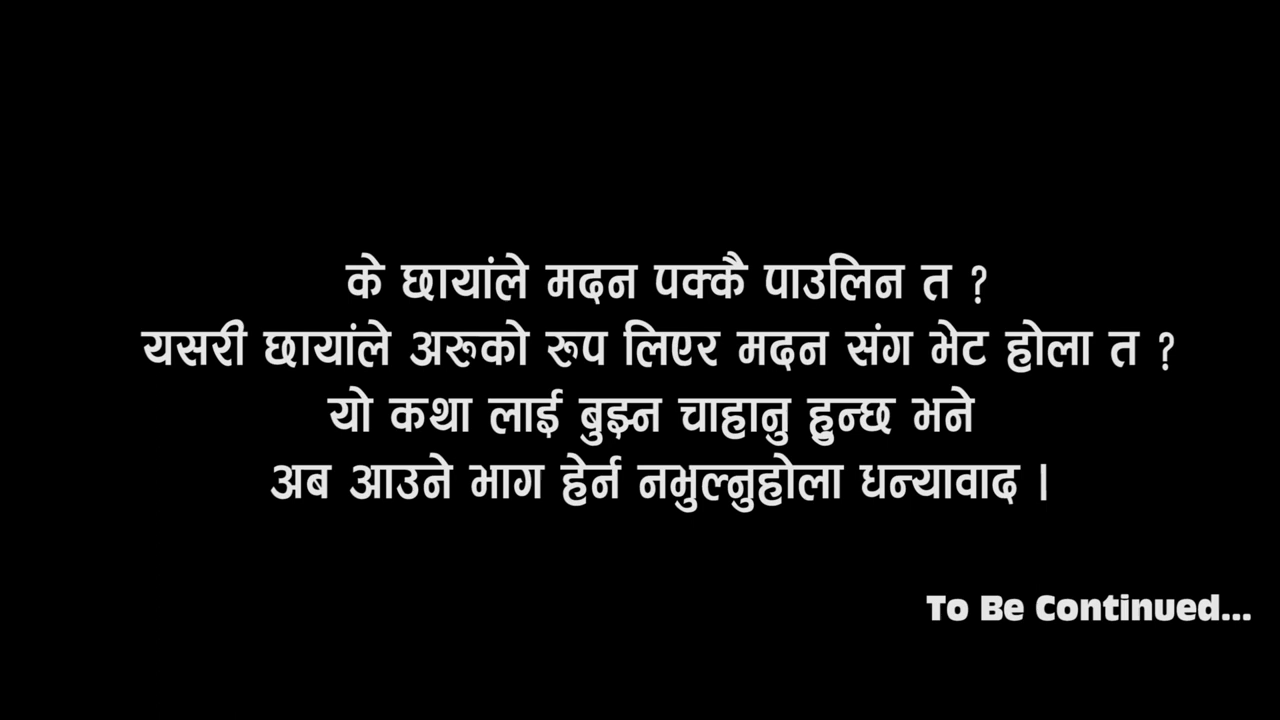 के छायांले मदन पक्कै पाउलिन त ?
यसरी छायांले अरुको रुप लिएर मदन संग भेट होला त ?
यो कथा लाई बुझ्न चाहानु हुन्छ भने
अब आउने भाग हेर्न नभुल्नुहोला धन्यावाद ।
To Be Continued...